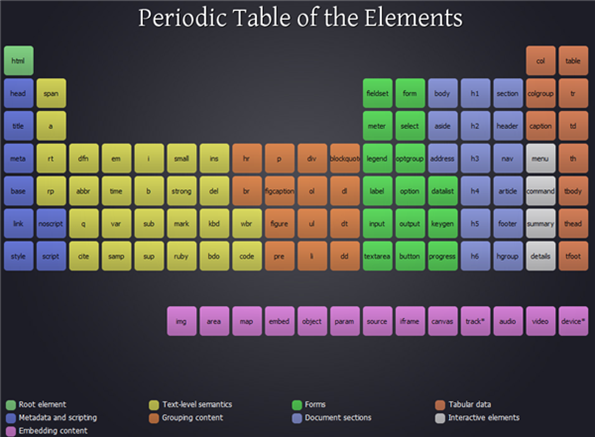 Periodic Table of the Elements
html col table
head span fieldset form body h1 section colgroup tr
title a meter select aside h2 header caption td
meta rt dfn em i small ins hr p div blockquote legend optgroup address h3 nav menu th
base rp abbr time b strong del br figcaption ol dl label option datalist h4 article command tbody
link noscript q var sub mark kbd wbr figure ul dt input output keygen h5 footer summary thead
style script cite samp sup ruby bdo code pre li dd textarea button progress h6 hgroup details tfoot
img area map embed object param source iframe canvas track* audio video device*
Root element Text-level semantics Forms Tabular data
Metadata and scripting Grouping content Document sections Interactive elements
Embedding content